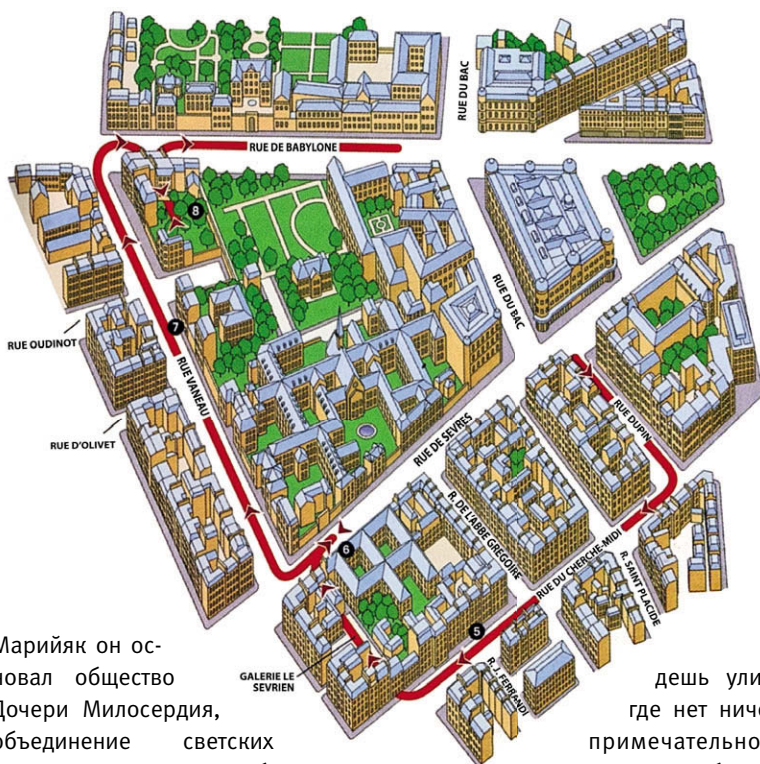 RUE DU BAC
RUE DE BABYLONE
8
7
RUE OUDINOT
RUE VANEAU
RUE DU BAC
RUE D'OLIVET
RUE DE SEVRES
RUE DUPIN
R. DE L'ABBE GREGOIRE
6
RUE DU CHERCHE-MIDI
R. SAINT PLACIDE
5
R. J. FERRANDI
GALERIE LE
SEVRIEN
Марийяк он ос-
новал общество
Дочери Милосердия,
объединение светских
дешь ули
где нет ниче
примечательно